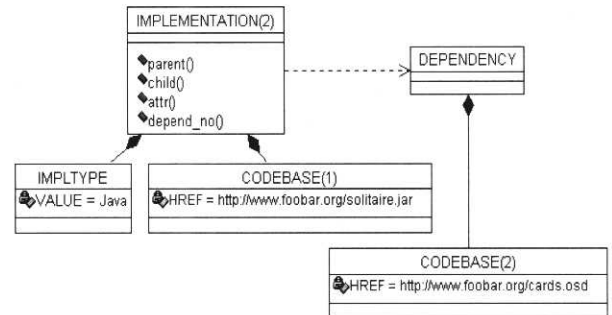 IMPLEMENTATION(2)
parent()
child()
attr()
depend_no()
DEPENDENCY
IMPLTYPE
VALUE = Java
CODEBASE(1)
HREF = http://www.foobar.org/solitaire.jar
CODEBASE(2)
HREF = http://www.foobar.org/cards.osd